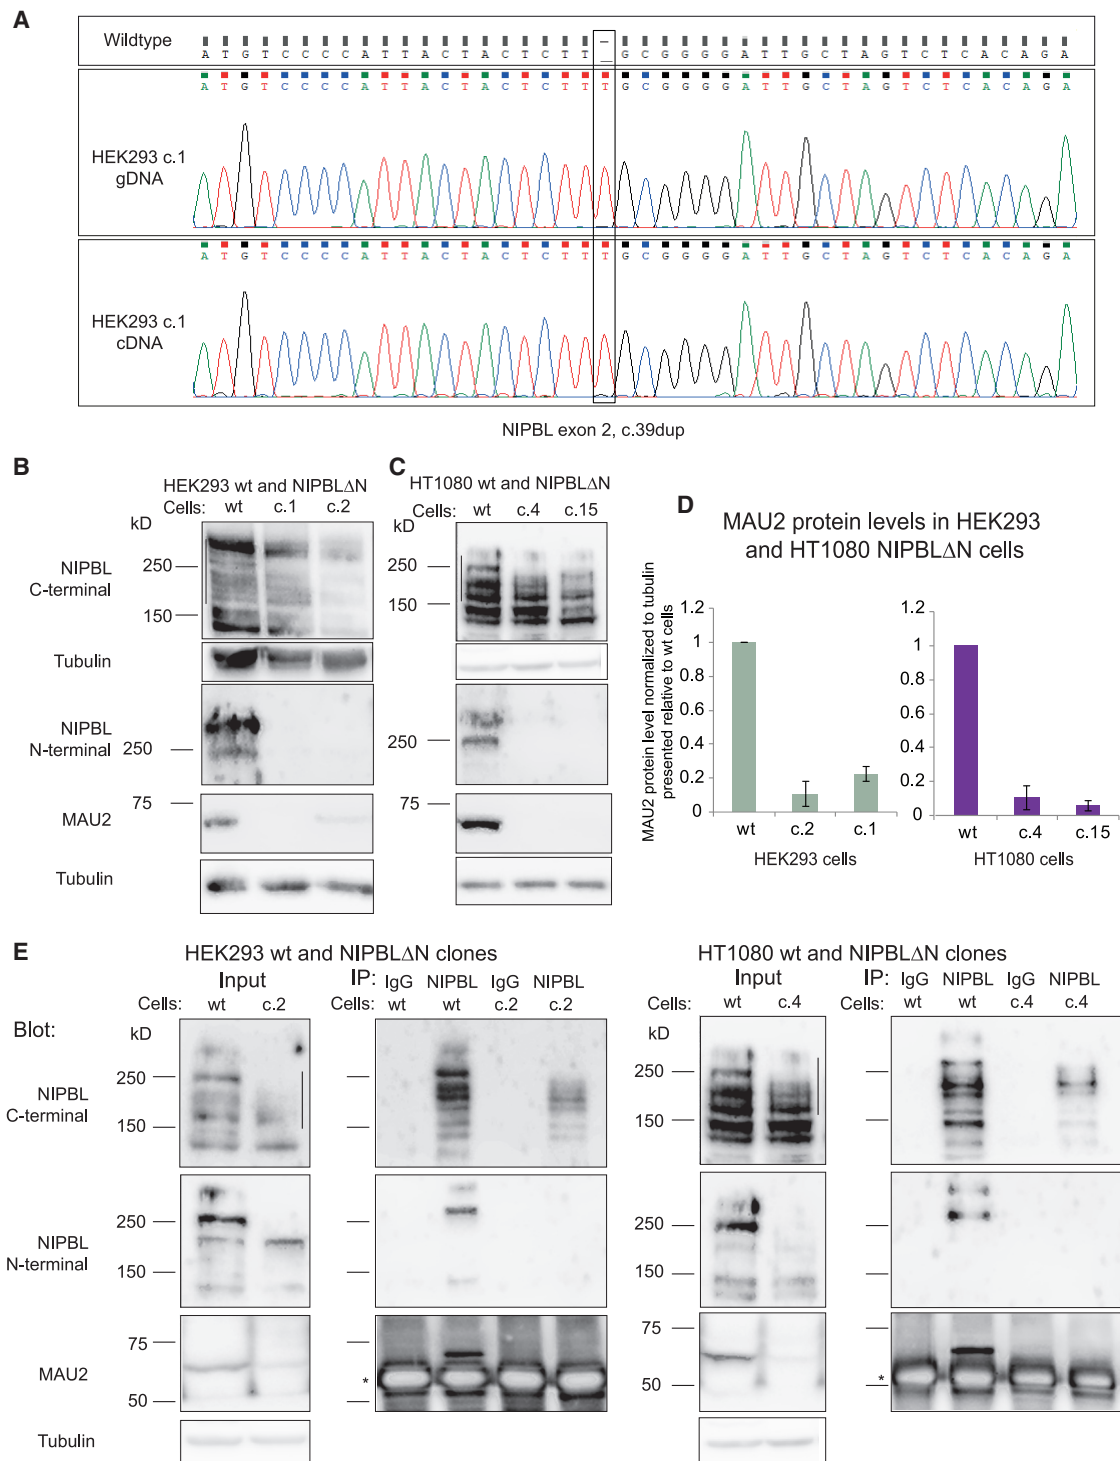 A
Wildtype
A T G T C C C C A T T A C T A C T C T T – G C G G G G A T T G C T A G T C T C A C A G A
A T G T C C C C A T T A C T A C T C T T T G C G G G G A T T G C T A G T C T C A C A G A
HEK293 c.1
gDNA
A T G T C C C C A T T A C T A C T C T T T G C G G G G A T T G C T A G T C T C A C A G A
HEK293 c.1
cDNA
NIPBL exon 2, c.39dup
B
HEK293 wt and NIPBLΔN
Cells: wt c.1 c.2
kD
NIPBL
C-terminal
250
150
Tubulin
NIPBL
N-terminal
250
75
MAU2
Tubulin
C
HT1080 wt and NIPBLΔN
Cells: wt c.4 c.15
kD
250
150
250
75
D
MAU2 protein levels in HEK293
and HT1080 NIPBLΔN cells
MAU2 protein level normalized to tubulin
presented relative to wt cells
1.2
1
0.8
0.6
0.4
0.2
0
wt c.2 c.1
HEK293 cells
1.2
1
0.8
0.6
0.4
0.2
0
wt c.4 c.15
HT1080 cells
E
HEK293 wt and NIPBLΔN clones
Input
Cells: wt c.2
IP: IgG NIPBL IgG NIPBL
Cells: wt wt c.2 c.2
Blot:
kD
NIPBL
C-terminal
250
150
NIPBL
N-terminal
250
150
MAU2
75
50
*
Tubulin
HT1080 wt and NIPBLΔN clones
Input
Cells: wt c.4
IP: IgG NIPBL IgG NIPBL
Cells: wt wt c.4 c.4
kD
250
150
250
150
75
50
*